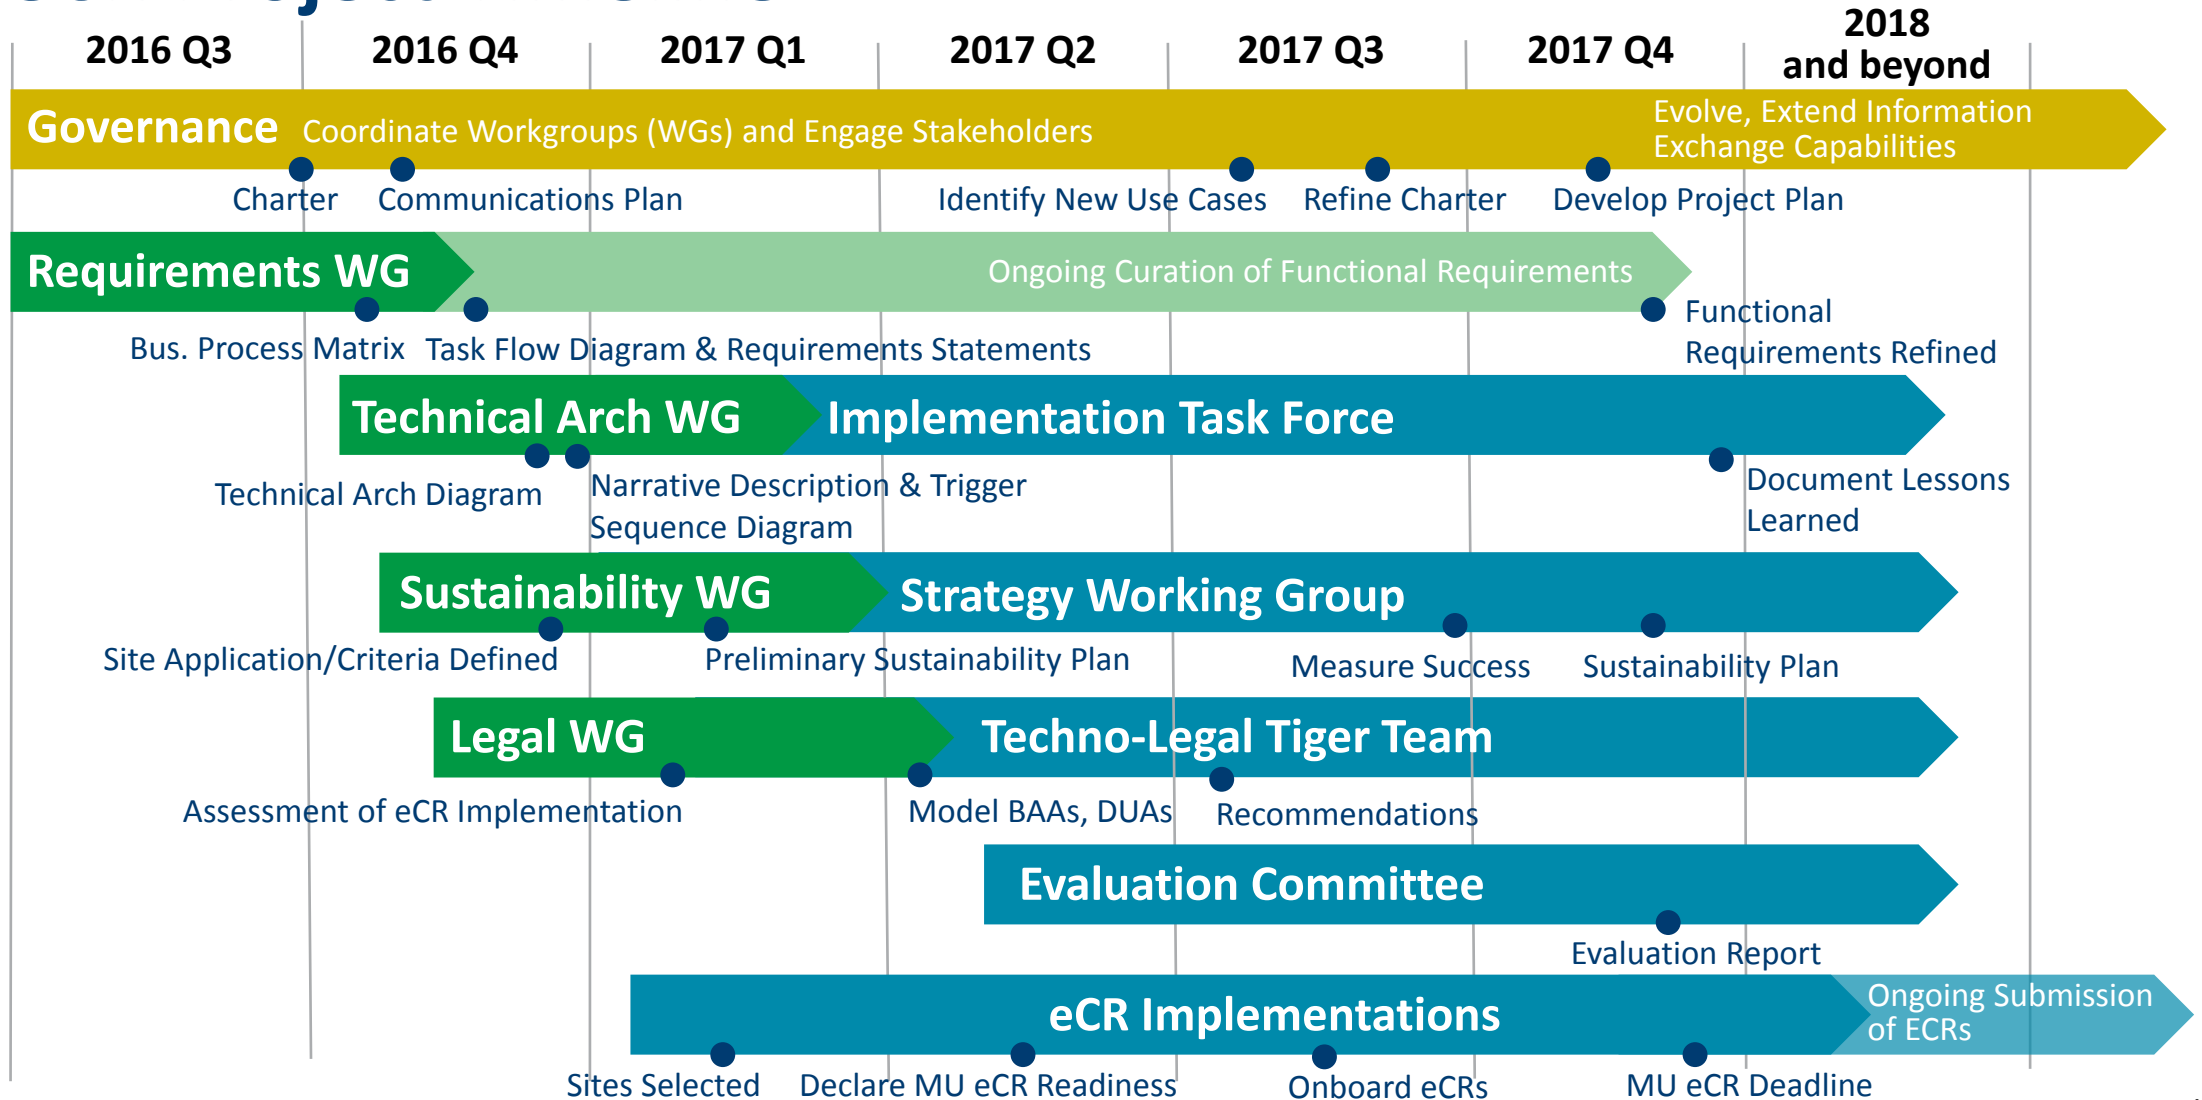 2016 Q3
2016 Q4
2017 Q1
2017 Q2
2017 Q3
2017 Q4
2018
and beyond
Governance
Coordinate Workgroups (WGs) and Engage Stakeholders
Evolve, Extend Information
Exchange Capabilities
Charter
Communications Plan
Identify New Use Cases
Refine Charter
Develop Project Plan
Requirements WG
Ongoing Curation of Functional Requirements
Functional
Requirements Refined
Bus. Process Matrix
Task Flow Diagram & Requirements Statements
Technical Arch WG
Implementation Task Force
Technical Arch Diagram
Narrative Description & Trigger
Sequence Diagram
Document Lessons
Learned
Sustainability WG
Strategy Working Group
Site Application/Criteria Defined
Preliminary Sustainability Plan
Measure Success
Sustainability Plan
Legal WG
Techno-Legal Tiger Team
Assessment of eCR Implementation
Model BAAs, DUAs
Recommendations
Evaluation Committee
Evaluation Report
eCR Implementations
Ongoing Submission
of ECRs
Sites Selected
Declare MU eCR Readiness
Onboard eCRs
MU eCR Deadline